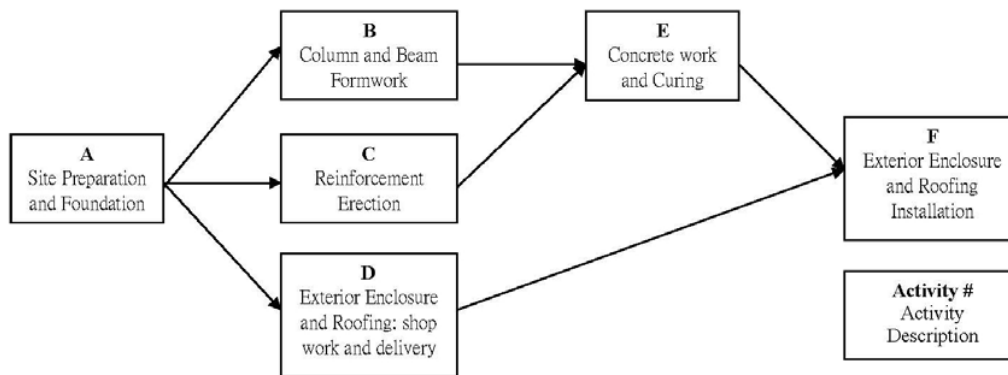 B
Column and Beam
Formwork
E
Concrete work
and Curing
A
Site Preparation
and Foundation
C
Reinforcement
Erection
F
Exterior Enclosure
and Roofing
Installation
D
Exterior Enclosure
and Roofing: shop
work and delivery
Activity #
Activity
Description